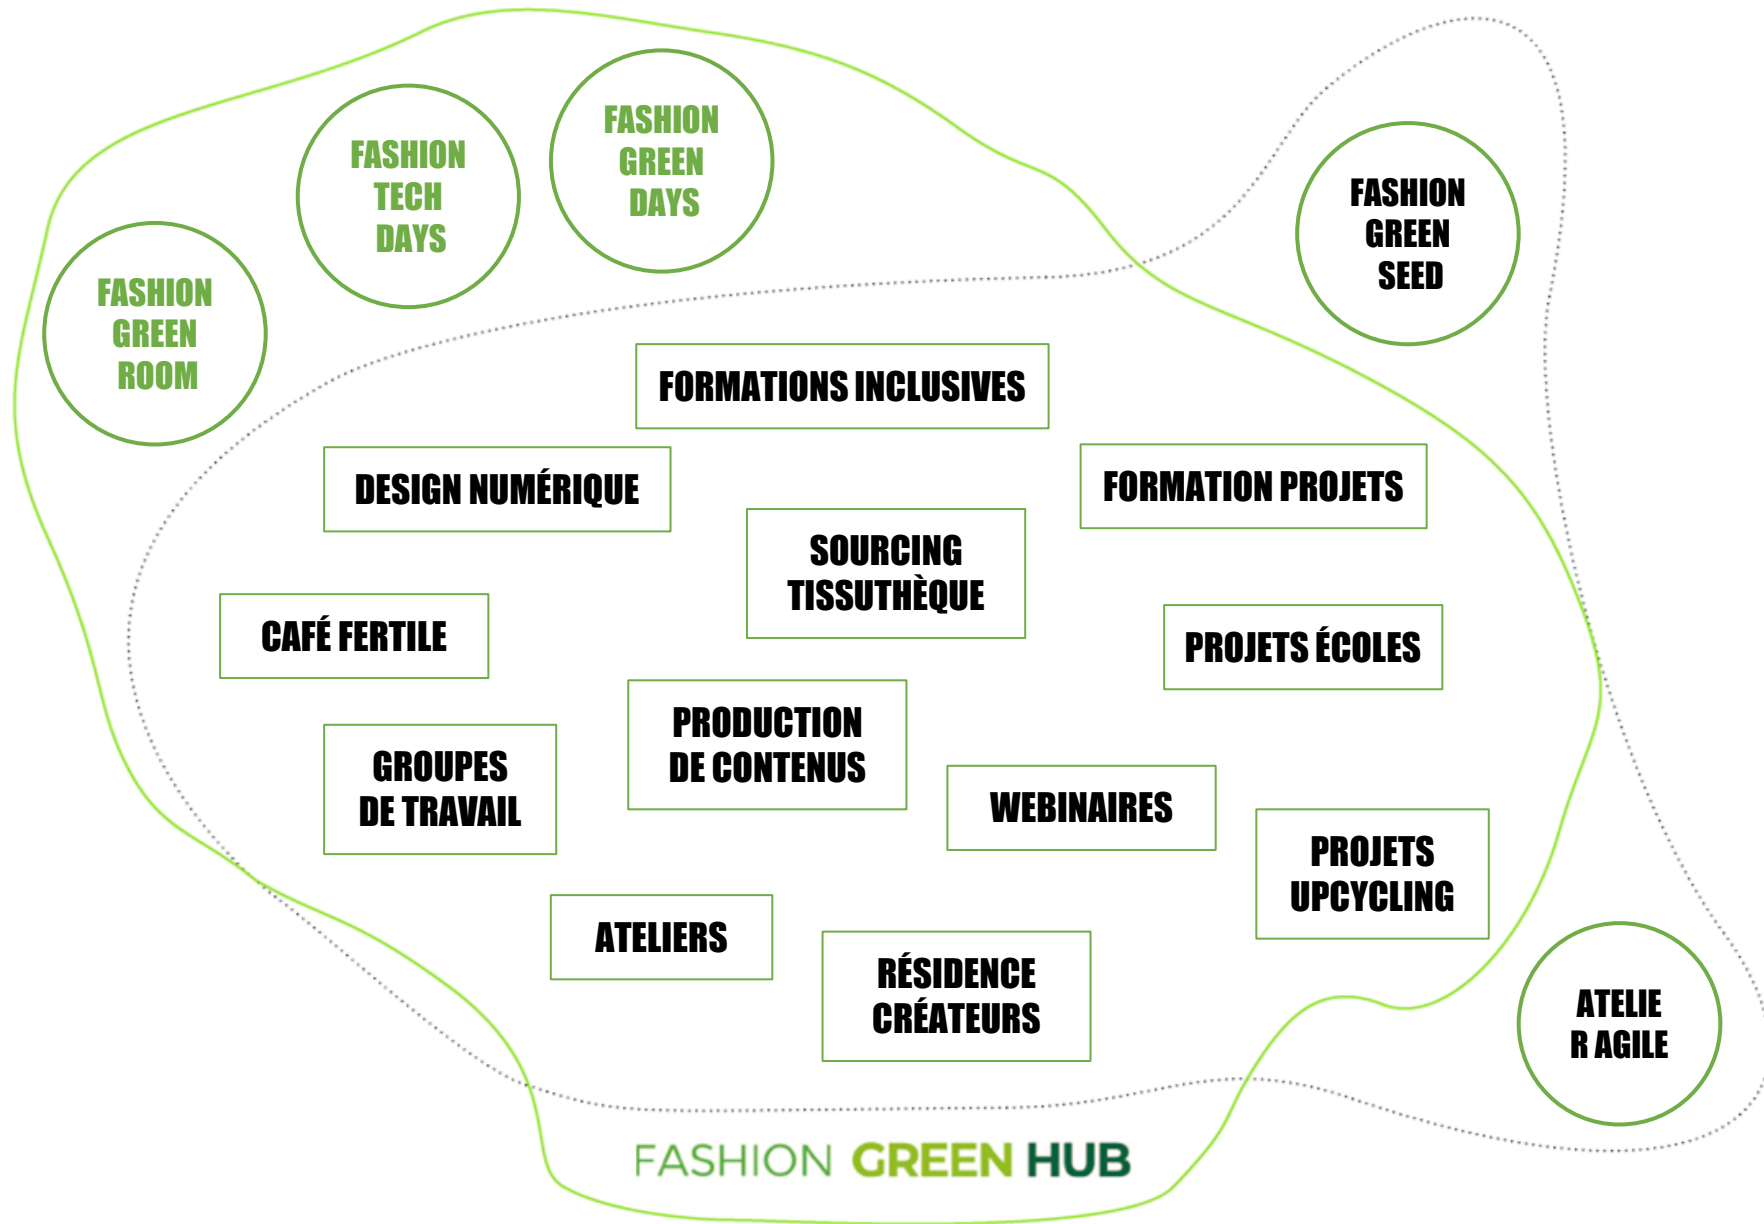 FASHION
GREEN
DAYS
FASHION
TECH
DAYS
FASHION
GREEN
ROOM
FASHION
GREEN
SEED
FORMATIONS INCLUSIVES
DESIGN NUMÉRIQUE
FORMATION PROJETS
SOURCING
TISSUTHÈQUE
CAFÉ FERTILE
PROJETS ÉCOLES
PRODUCTION
DE CONTENUS
GROUPES
DE TRAVAIL
WEBINAIRES
PROJETS
UPCYCLING
ATELIERS
RÉSIDENCE
CRÉATEURS
ATELIE
R AGILE
FASHION GREEN HUB